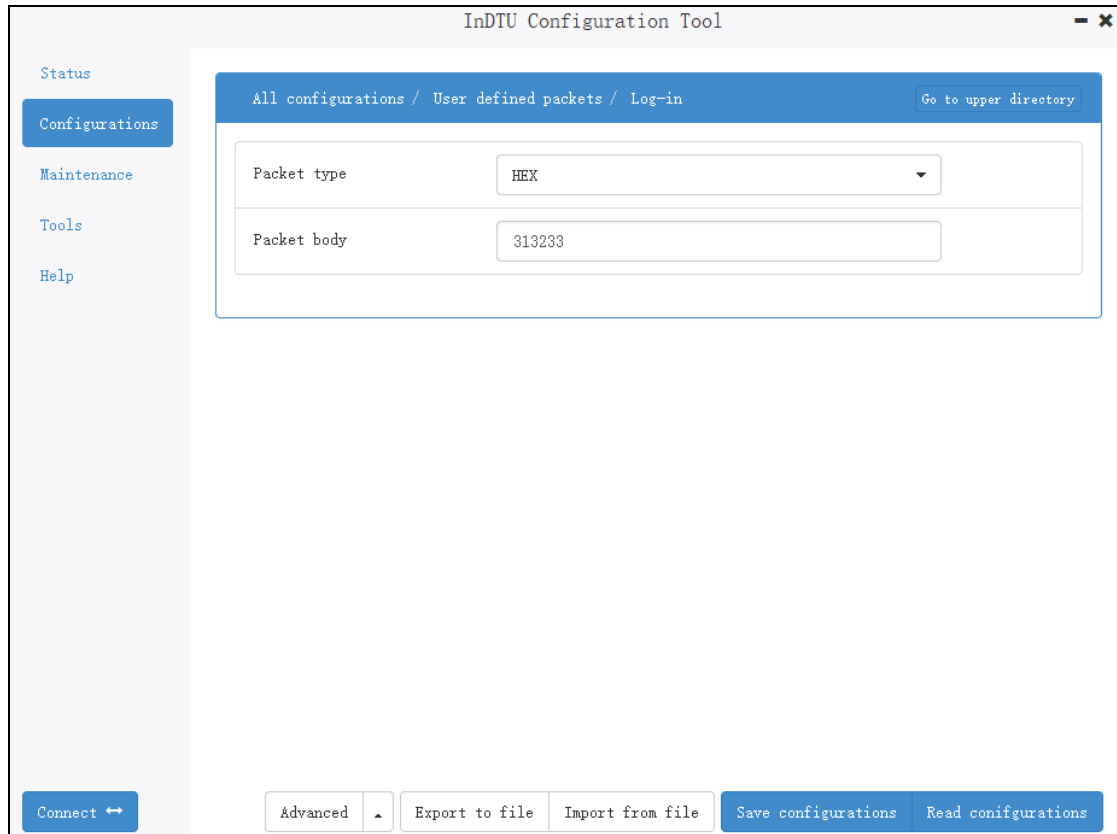 InDTU Configuration Tool
Status
Configurations
Maintenance
Tools
Help
All configurations / User defined packets / Log-in
Go to upper directory
Packet type
HEX
Packet body
313233
Connect ↔
Advanced
Export to file
Import from file
Save configurations
Read conifgurations